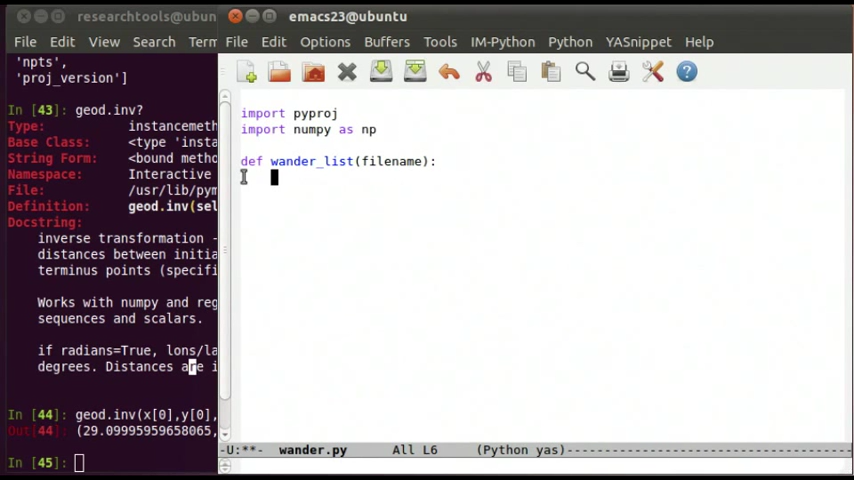 researchtools@ubun
File Edit View Search Term
'npts',
'proj_version']
In [43]: geod.inv?
Type: instancemeth
Base Class: <type 'insta
String Form: <bound metho
Namespace: Interactive
File: /usr/lib/pym
Definition: geod.inv(sel
Docstring:
inverse transformation -
distances between initia
terminus points (specifi
Works with numpy and reg
sequences and scalars.
if radians=True, lons/la
degrees. Distances are i
In [44]: geod.inv(x[0],y[0],
Out[44]: (29.09995959658065,
In [45]:
emacs23@ubuntu
File Edit Options Buffers Tools IM-Python Python YASnippet Help
import pyproj
import numpy as np
def wander_list(filename):
-U:**- wander.py All L6 (Python yas)